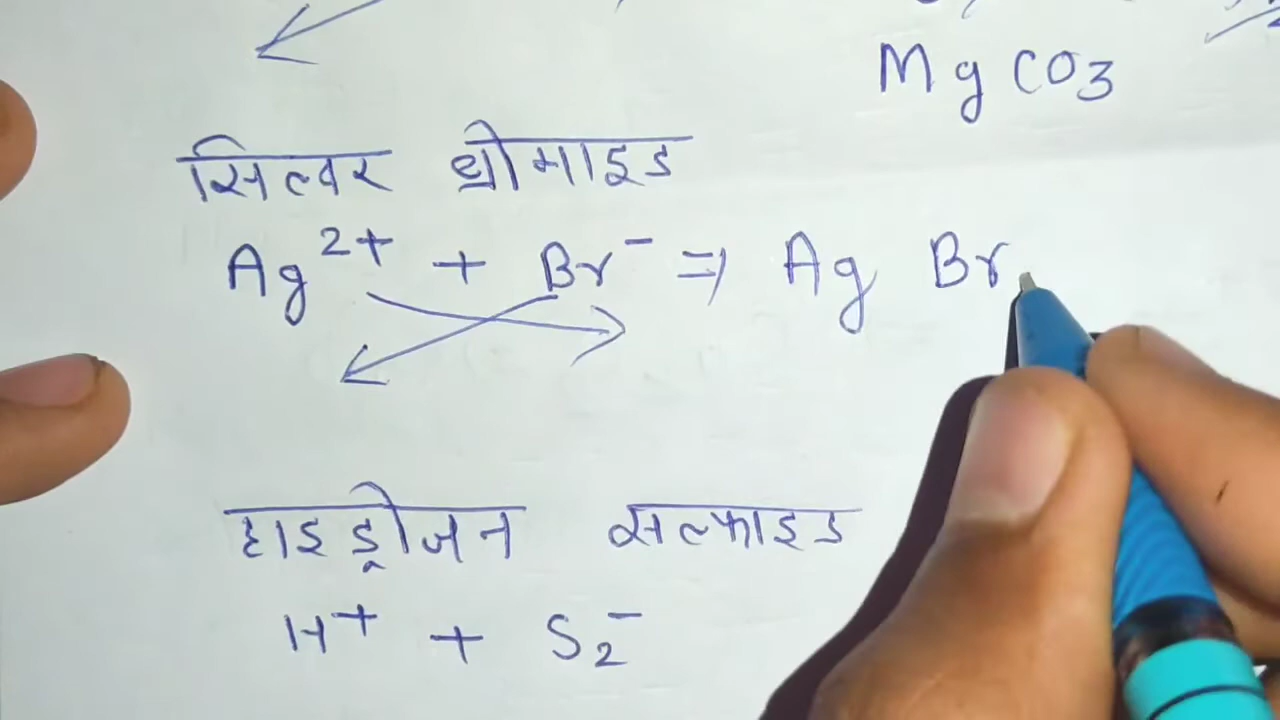 MgCO3
सिल्वर ब्रोमाइड
Ag²⁺ + Br⁻ ⇒ Ag Br
हाइड्रोजन सल्फाइड
H⁺ + S₂⁻